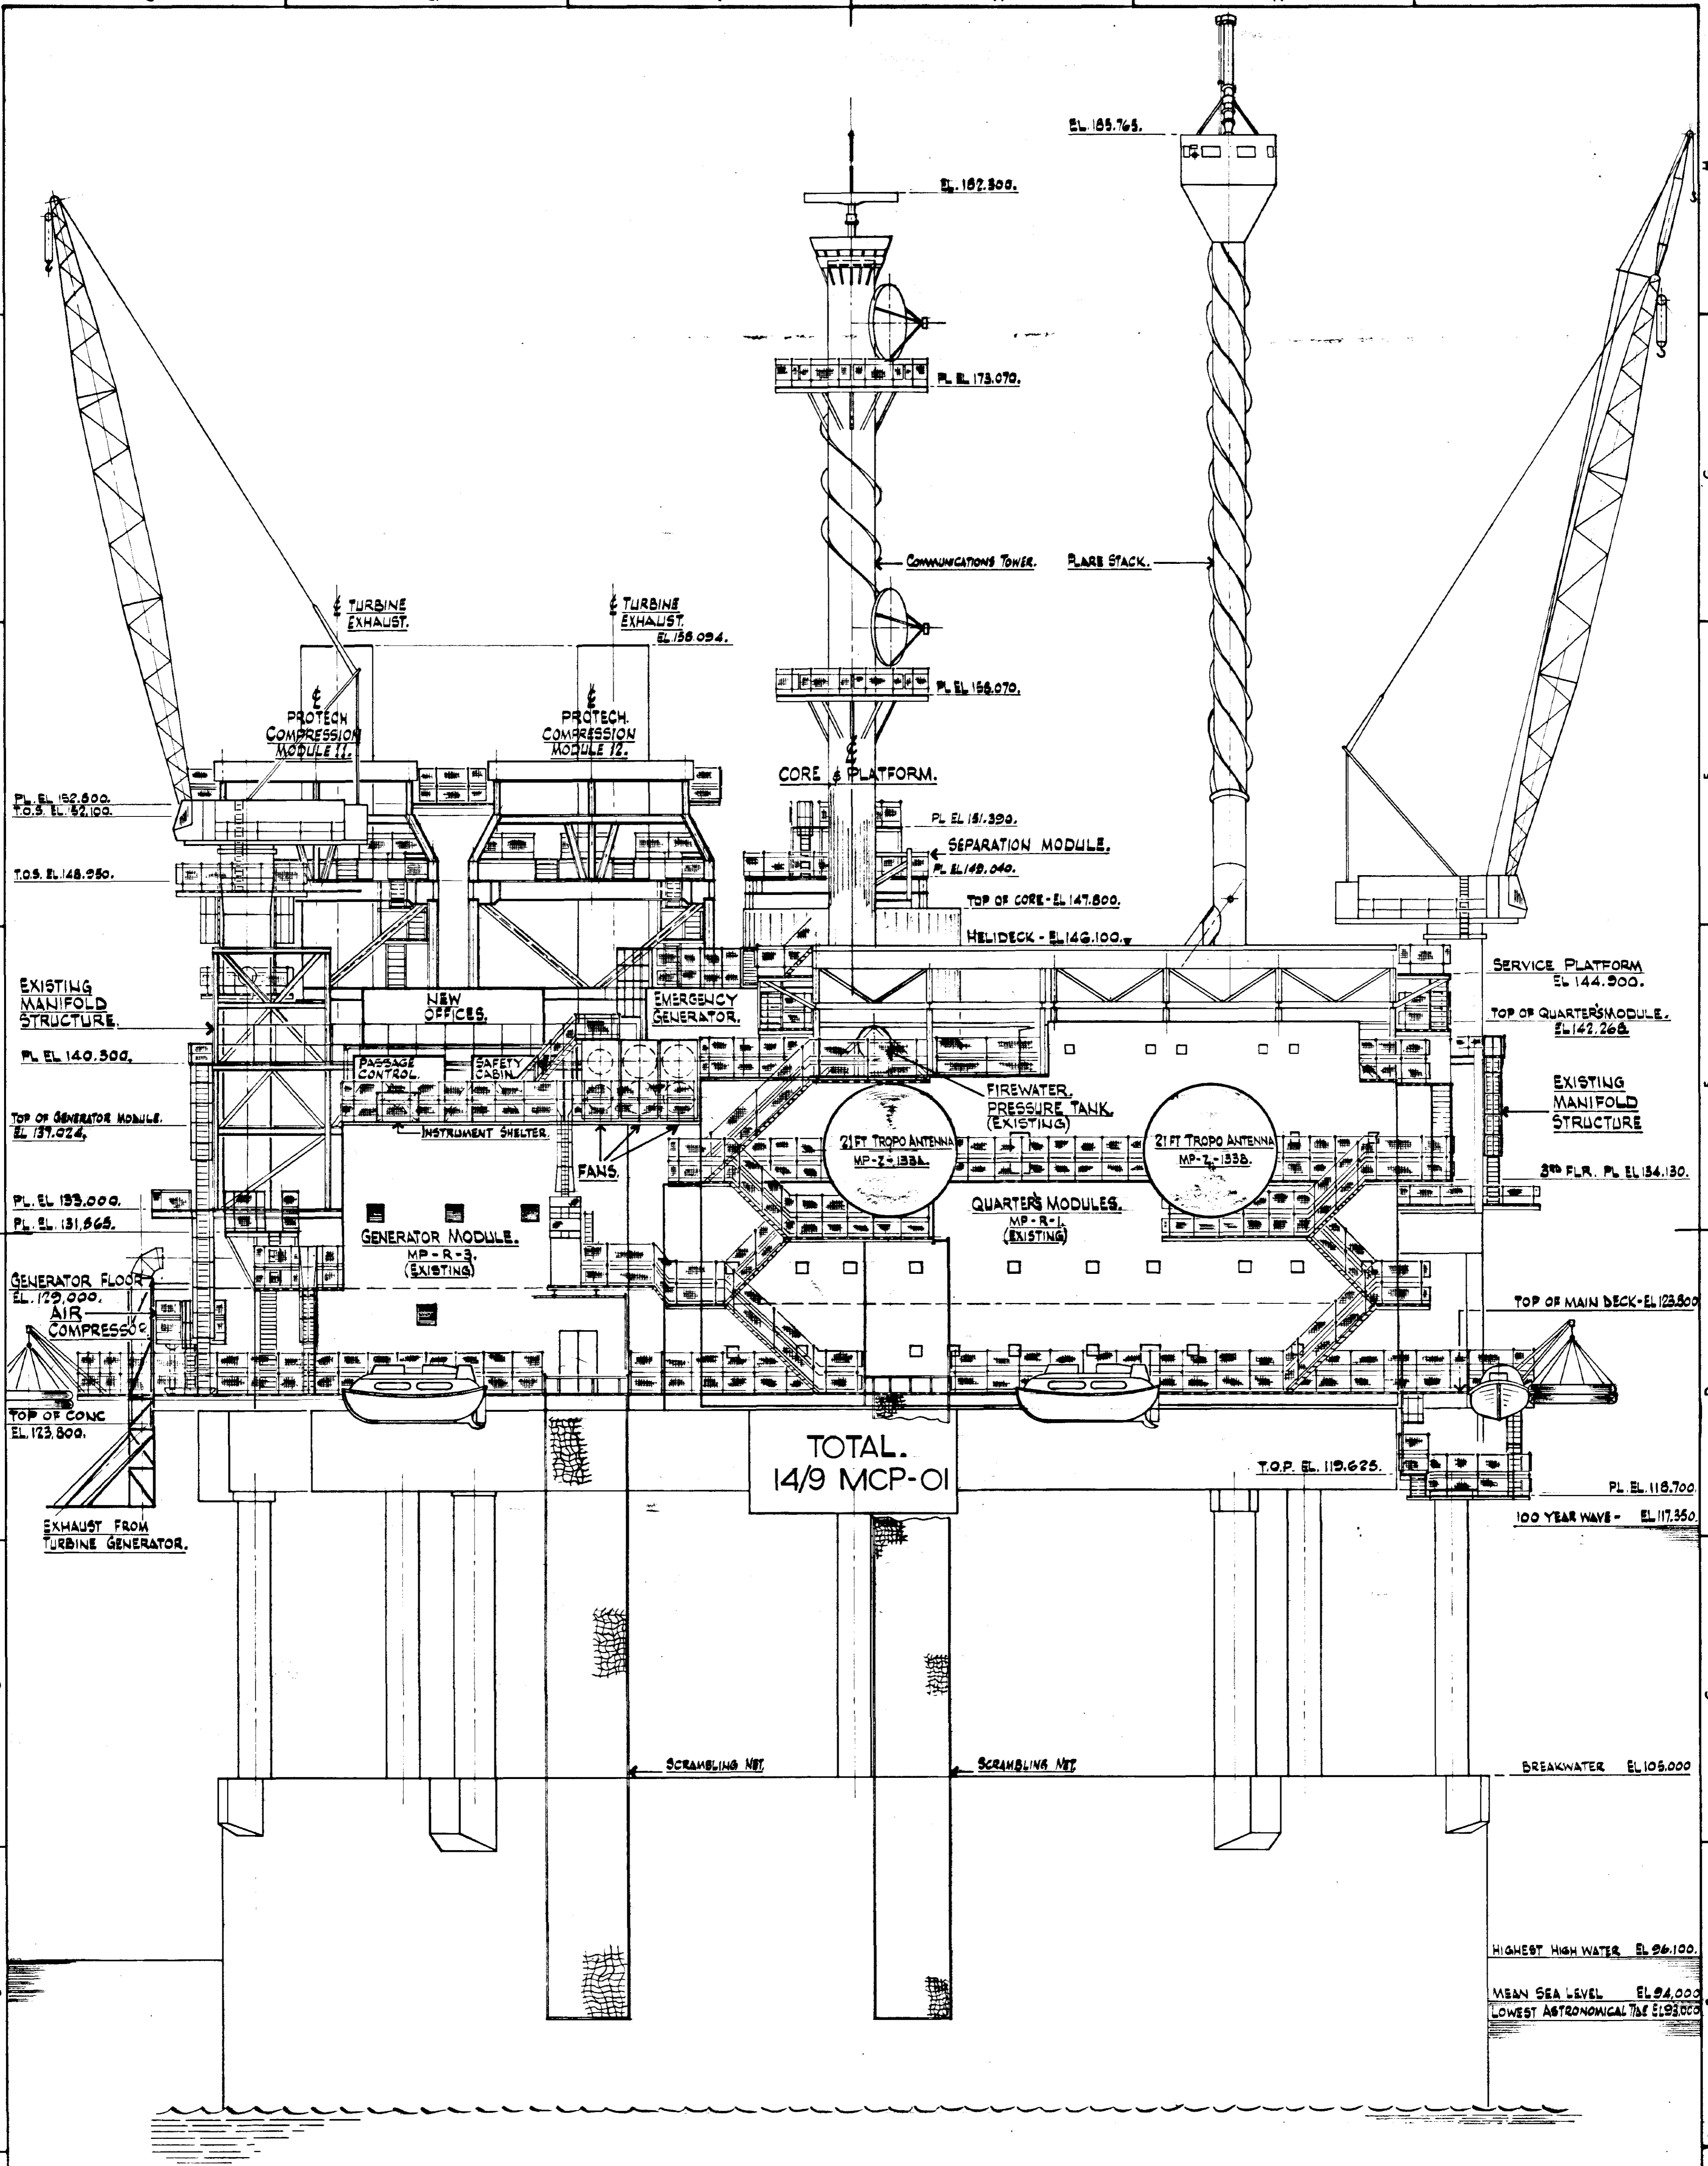 EL.185.765.
EL.182.300.
PL EL 173.070.
COMMUNICATIONS TOWER.
FLARE STACK.
℄ TURBINE
EXHAUST.
℄ TURBINE
EXHAUST.
EL.158.094.
PL EL 158.070.
℄
PROTECH
COMPRESSION
MODULE 11.
℄
PROTECH.
COMPRESSION
MODULE 12.
℄
CORE & PLATFORM.
PL. EL 152.600.
T.O.S. EL.152.100.
PL EL 151.390.
SEPARATION MODULE.
PL EL 149.040.
T.O.S. EL.148.950.
TOP OF CORE - EL 147.800.
HELIDECK - EL 146.100.
SERVICE PLATFORM
EL 144.900.
EXISTING
MANIFOLD
STRUCTURE.
NEW
OFFICES.
EMERGENCY
GENERATOR.
TOP OF QUARTER'S MODULE.
EL 142.268.
PL EL 140.300.
PASSAGE
CONTROL.
SAFETY
CABIN.
FIREWATER.
PRESSURE TANK.
(EXISTING)
EXISTING
MANIFOLD
STRUCTURE
TOP OF GENERATOR MODULE.
EL 137.024.
INSTRUMENT SHELTER.
FANS.
21 FT TROPO ANTENNA
MP-Z-133A.
21 FT TROPO ANTENNA
MP-Z-133B.
3RD FLR. PL EL 134.130.
PL. EL 133.000.
PL. EL. 131.565.
GENERATOR MODULE.
MP-R-3.
(EXISTING)
QUARTER'S MODULES.
MP-R-1.
(EXISTING)
GENERATOR FLOOR
EL. 129.000.
AIR
COMPRESSOR
TOP OF MAIN DECK - EL 123.800
TOP OF CONC
EL. 123,800.
TOTAL.
14/9 MCP-01
T.O.P. EL. 119.625.
PL. EL. 118.700
100 YEAR WAVE - EL 117.350.
EXHAUST FROM
TURBINE GENERATOR.
SCRAMBLING NET.
SCRAMBLING NET.
BREAKWATER EL 105.000
HIGHEST HIGH WATER EL 96.100.
MEAN SEA LEVEL EL 94,000
LOWEST ASTRONOMICAL TIDE EL 93.000